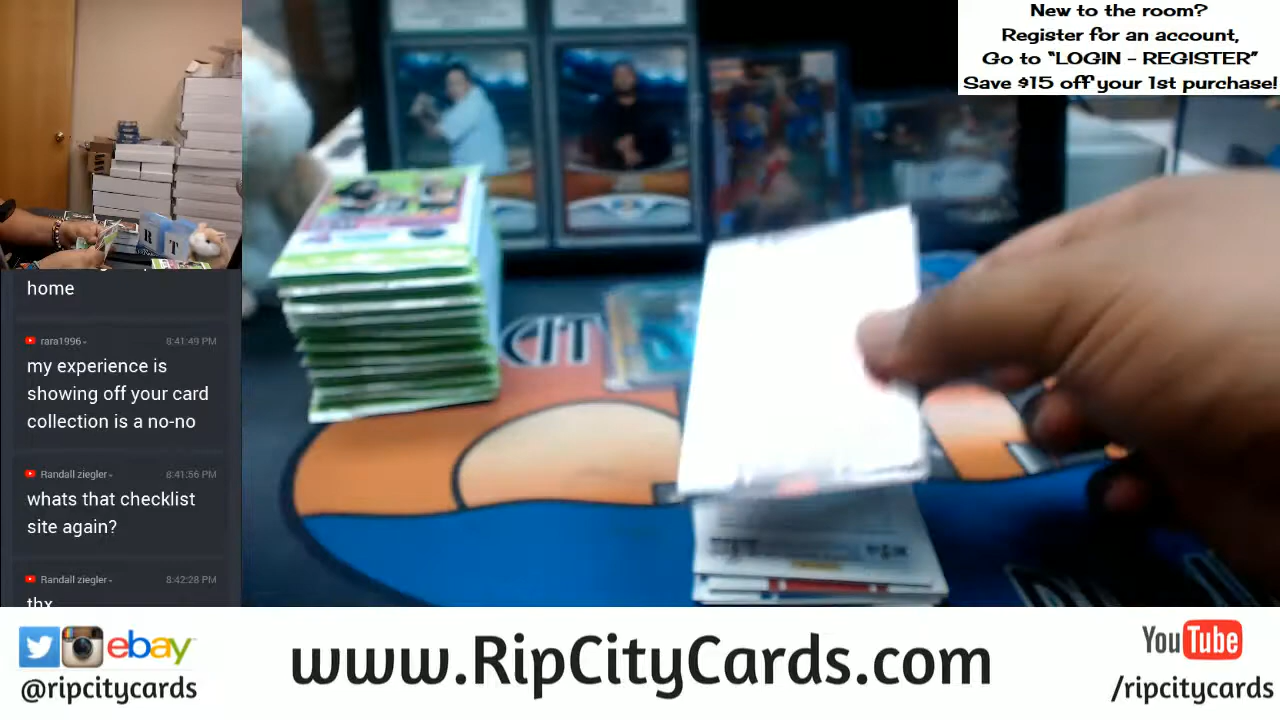 New to the room?
Register for an account,
Go to "LOGIN - REGISTER"
Save $15 off your 1st purchase!
R T
home
rara1996
8:41:49 PM
my experience is
showing off your card
collection is a no-no
Randall ziegler
8:41:56 PM
whats that checklist
site again?
Randall ziegler
8:42:28 PM
thx
CIT
ebay
@ripcitycards
www.RipCityCards.com
YouTube
/ripcitycards